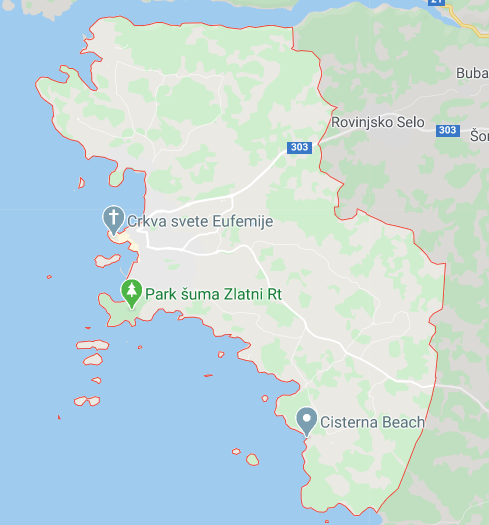 21
Buba
Rovinjsko Selo
303
303
Šor
Crkva svete Eufemije
Park šuma Zlatni Rt
Cisterna Beach